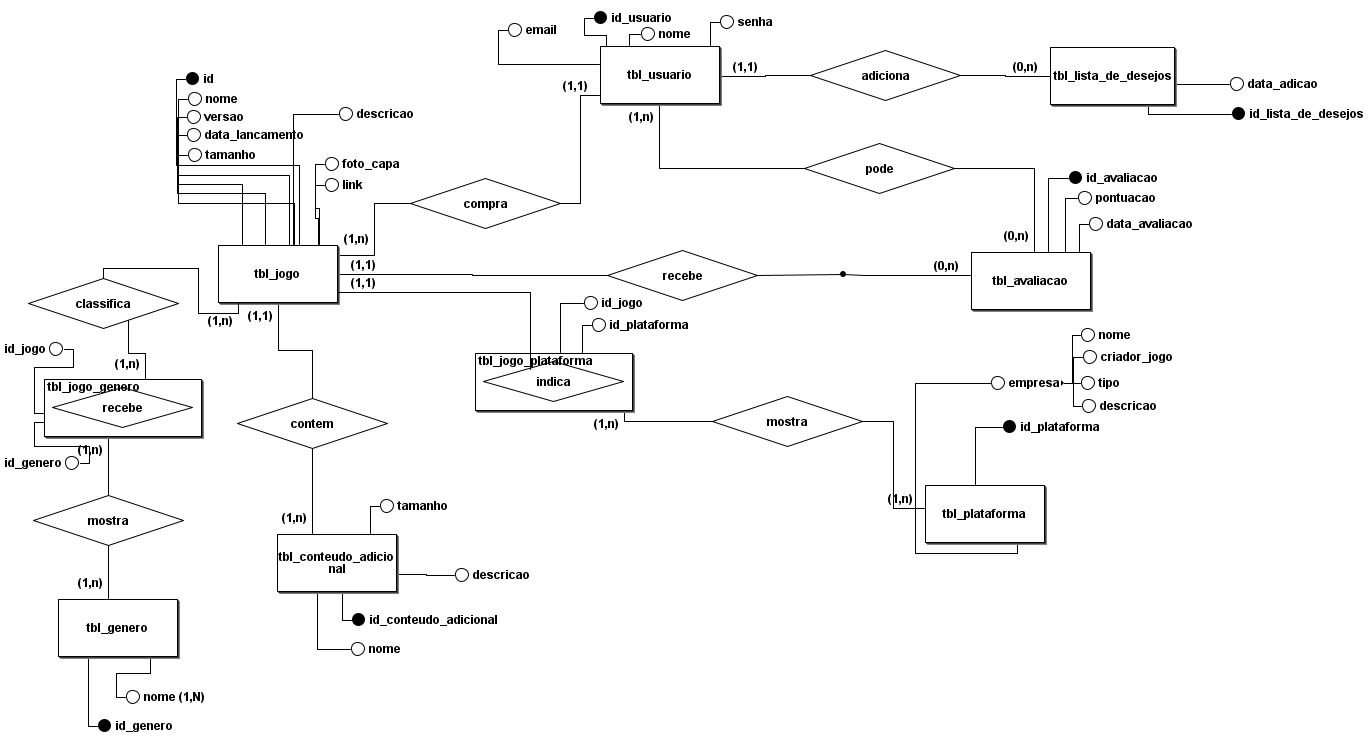 id_usuario
senha
email
nome
tbl_usuario
(1,1)
adiciona
(0,n)
tbl_lista_de_desejos
data_adicao
id_lista_de_desejos
id
nome
versao
data_lancamento
tamanho
descricao
foto_capa
link
(1,1)
(1,n)
pode
id_avaliacao
pontuacao
data_avaliacao
(0,n)
compra
(1,n)
(1,1)
(1,1)
tbl_jogo
recebe
(0,n)
tbl_avaliacao
classifica
(1,n)
(1,1)
id_jogo
id_plataforma
tbl_jogo_plataforma
indica
(1,n)
mostra
nome
criador_jogo
empresa
tipo
descricao
id_plataforma
(1,n)
tbl_plataforma
id_jogo
(1,n)
tbl_jogo_genero
recebe
(1,n)
id_genero
contem
mostra
(1,n)
tamanho
tbl_conteudo_adicio
nal
descricao
id_conteudo_adicional
nome
(1,n)
tbl_genero
nome (1,N)
id_genero